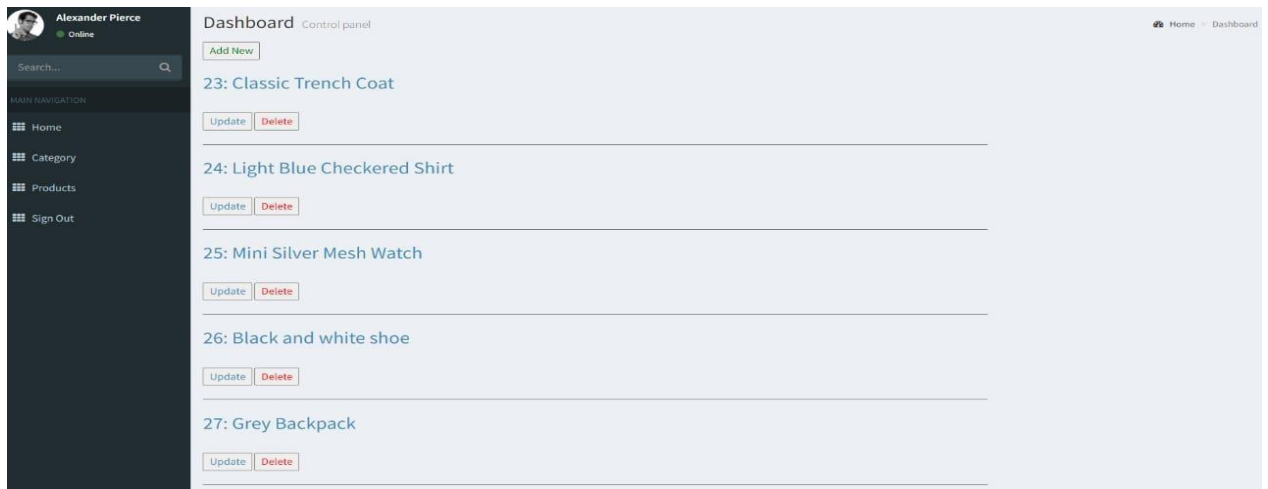 Alexander Pierce
Online
Search...
MAIN NAVIGATION
Home
Category
Products
Sign Out
Dashboard Control panel
Home > Dashboard
Add New
23: Classic Trench Coat
Update Delete
24: Light Blue Checkered Shirt
Update Delete
25: Mini Silver Mesh Watch
Update Delete
26: Black and white shoe
Update Delete
27: Grey Backpack
Update Delete